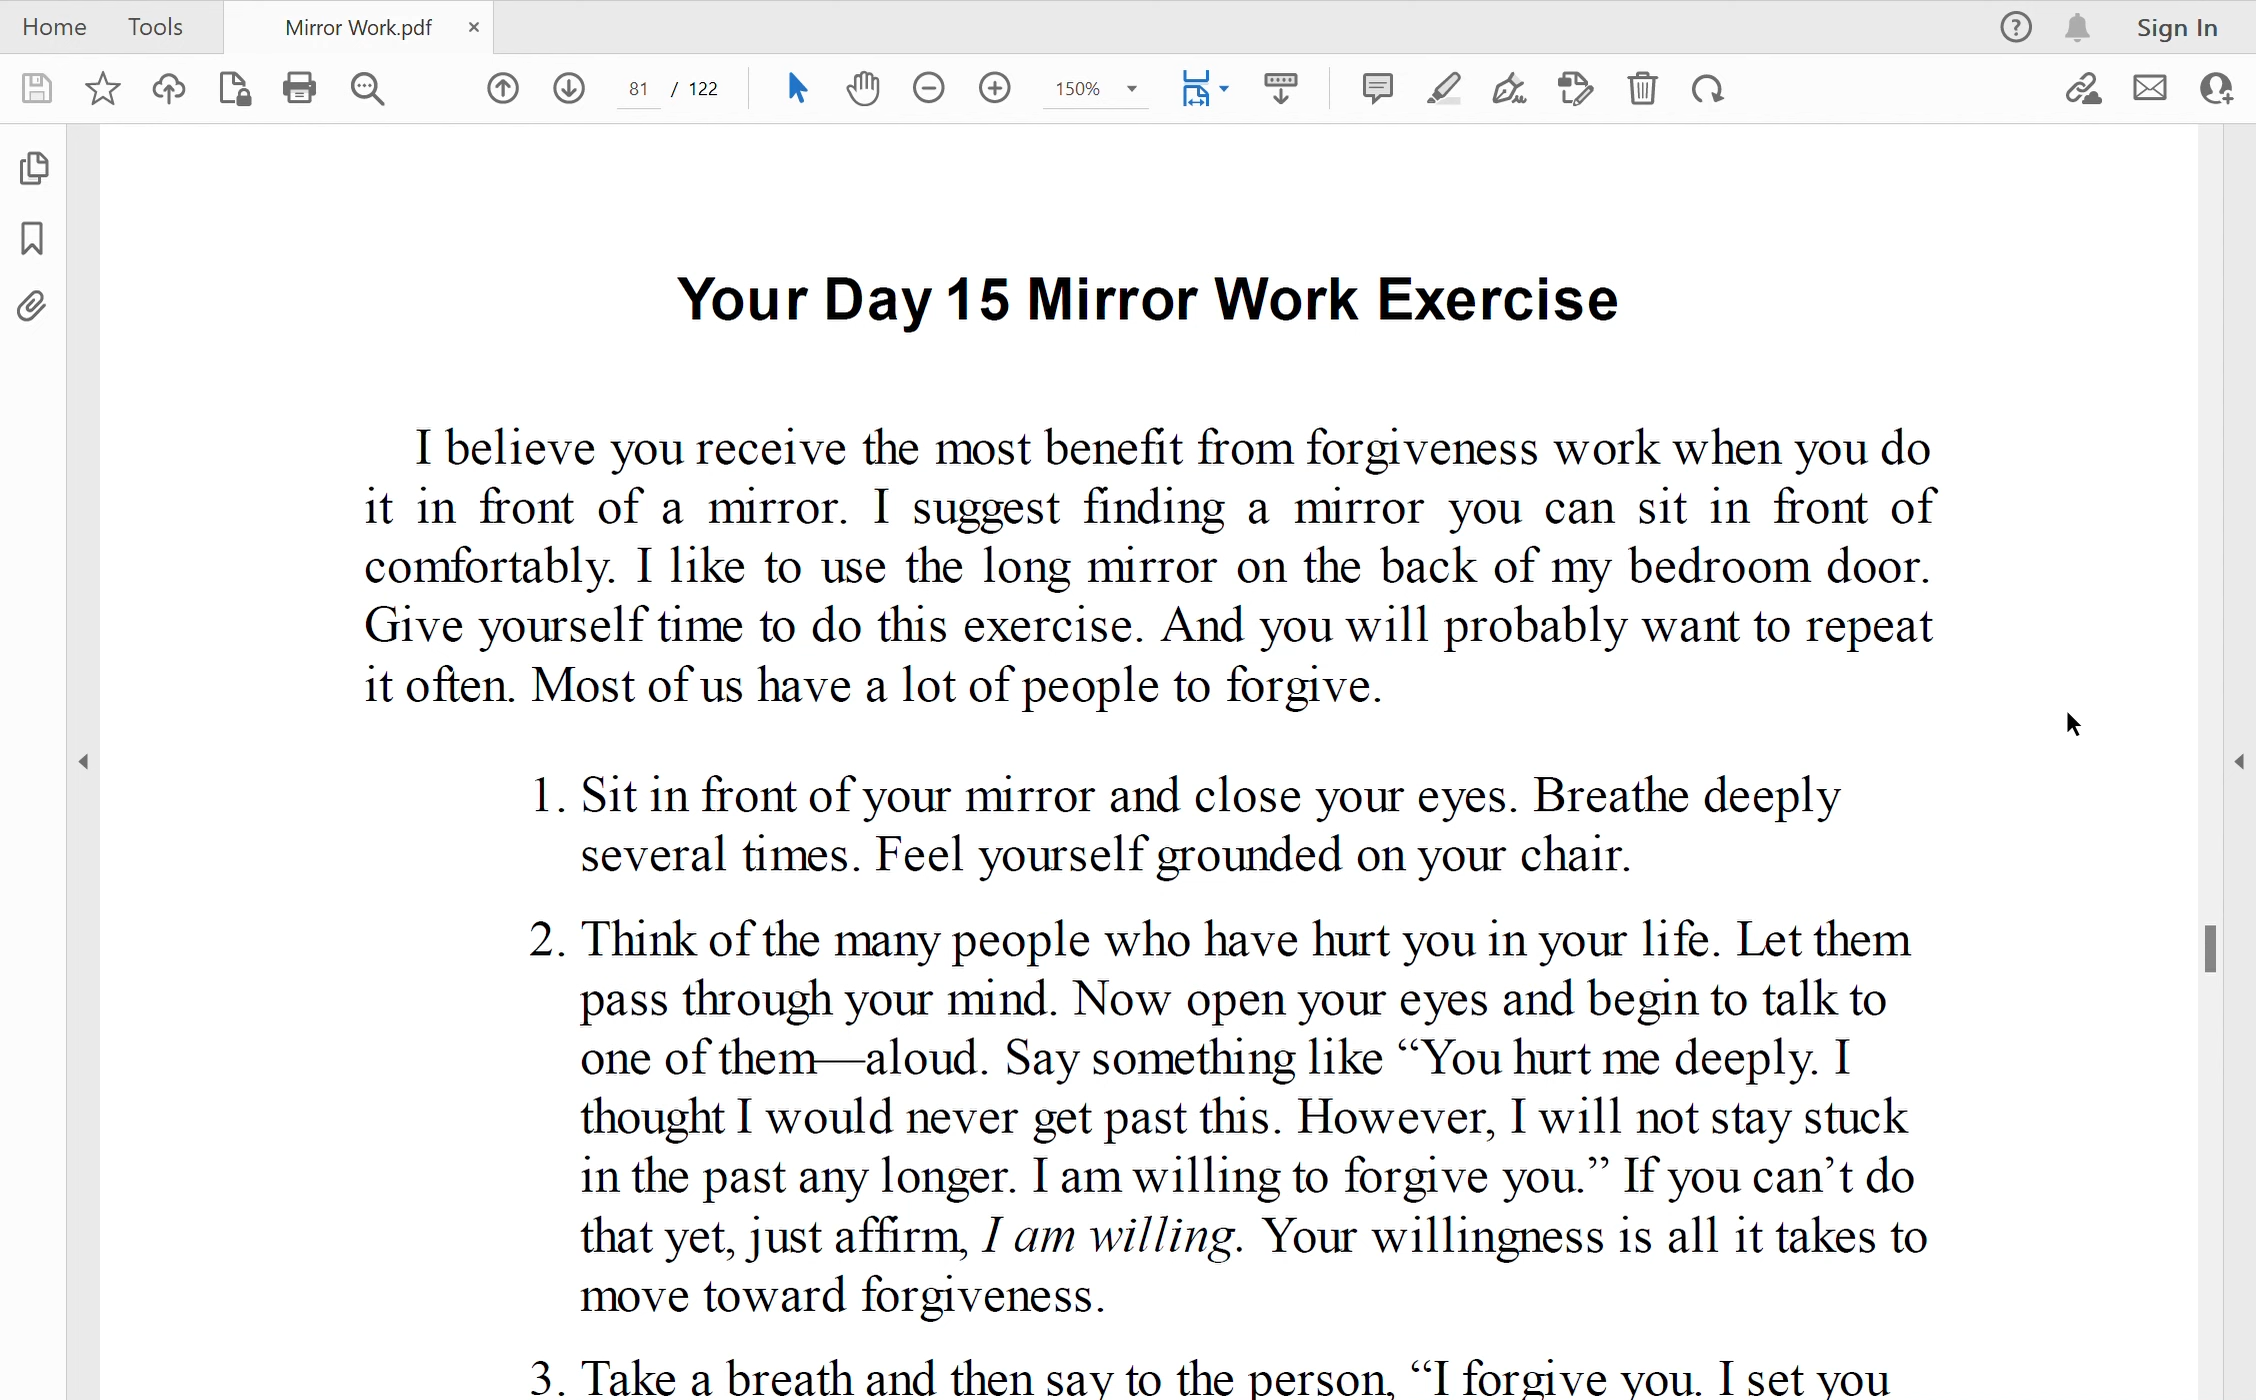 Home Tools Mirror Work.pdf × Sign In
81 / 122 150%
Your Day 15 Mirror Work Exercise
I believe you receive the most benefit from forgiveness work when you do
it in front of a mirror. I suggest finding a mirror you can sit in front of
comfortably. I like to use the long mirror on the back of my bedroom door.
Give yourself time to do this exercise. And you will probably want to repeat
it often. Most of us have a lot of people to forgive.
1. Sit in front of your mirror and close your eyes. Breathe deeply
several times. Feel yourself grounded on your chair.
2. Think of the many people who have hurt you in your life. Let them
pass through your mind. Now open your eyes and begin to talk to
one of them—aloud. Say something like “You hurt me deeply. I
thought I would never get past this. However, I will not stay stuck
in the past any longer. I am willing to forgive you.” If you can’t do
that yet, just affirm, I am willing. Your willingness is all it takes to
move toward forgiveness.
3. Take a breath and then say to the person, “I forgive you. I set you